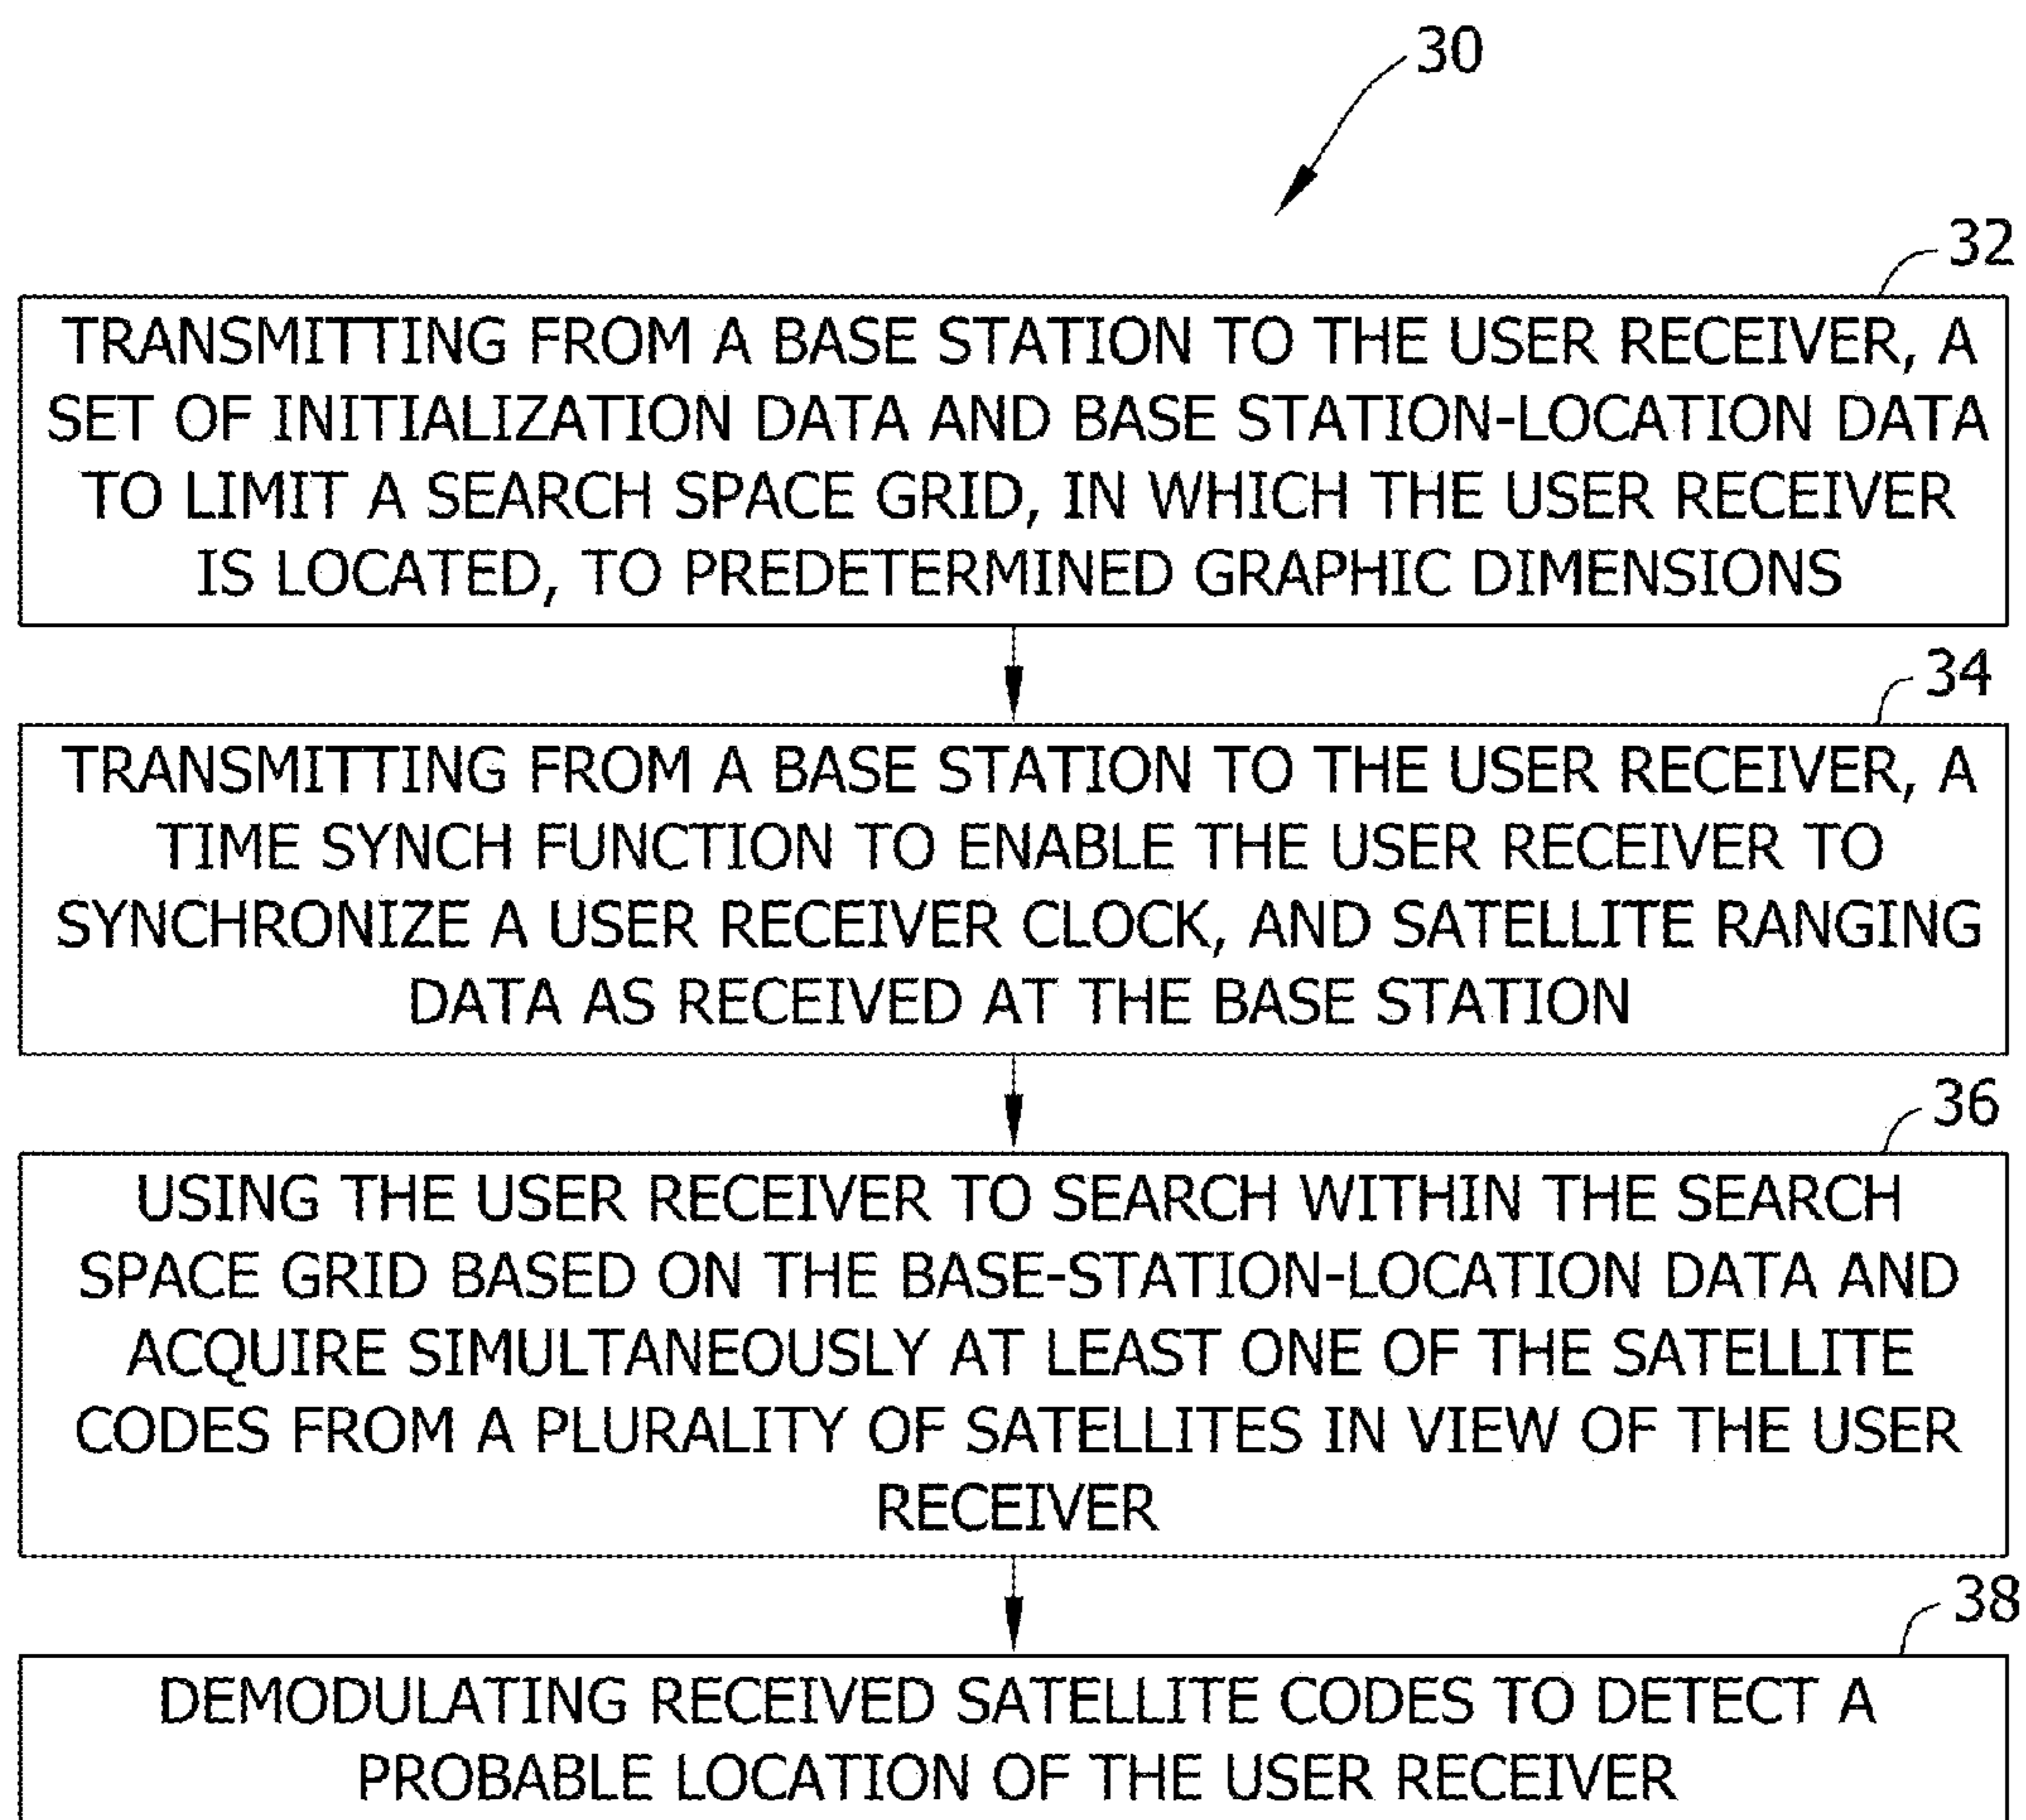 30
32
TRANSMITTING FROM A BASE STATION TO THE USER RECEIVER, A
SET OF INITIALIZATION DATA AND BASE STATION-LOCATION DATA
TO LIMIT A SEARCH SPACE GRID, IN WHICH THE USER RECEIVER
IS LOCATED, TO PREDETERMINED GRAPHIC DIMENSIONS
34
TRANSMITTING FROM A BASE STATION TO THE USER RECEIVER, A
TIME SYNCH FUNCTION TO ENABLE THE USER RECEIVER TO
SYNCHRONIZE A USER RECEIVER CLOCK, AND SATELLITE RANGING
DATA AS RECEIVED AT THE BASE STATION
36
USING THE USER RECEIVER TO SEARCH WITHIN THE SEARCH
SPACE GRID BASED ON THE BASE-STATION-LOCATION DATA AND
ACQUIRE SIMULTANEOUSLY AT LEAST ONE OF THE SATELLITE
CODES FROM A PLURALITY OF SATELLITES IN VIEW OF THE USER
RECEIVER
38
DEMODULATING RECEIVED SATELLITE CODES TO DETECT A
PROBABLE LOCATION OF THE USER RECEIVER